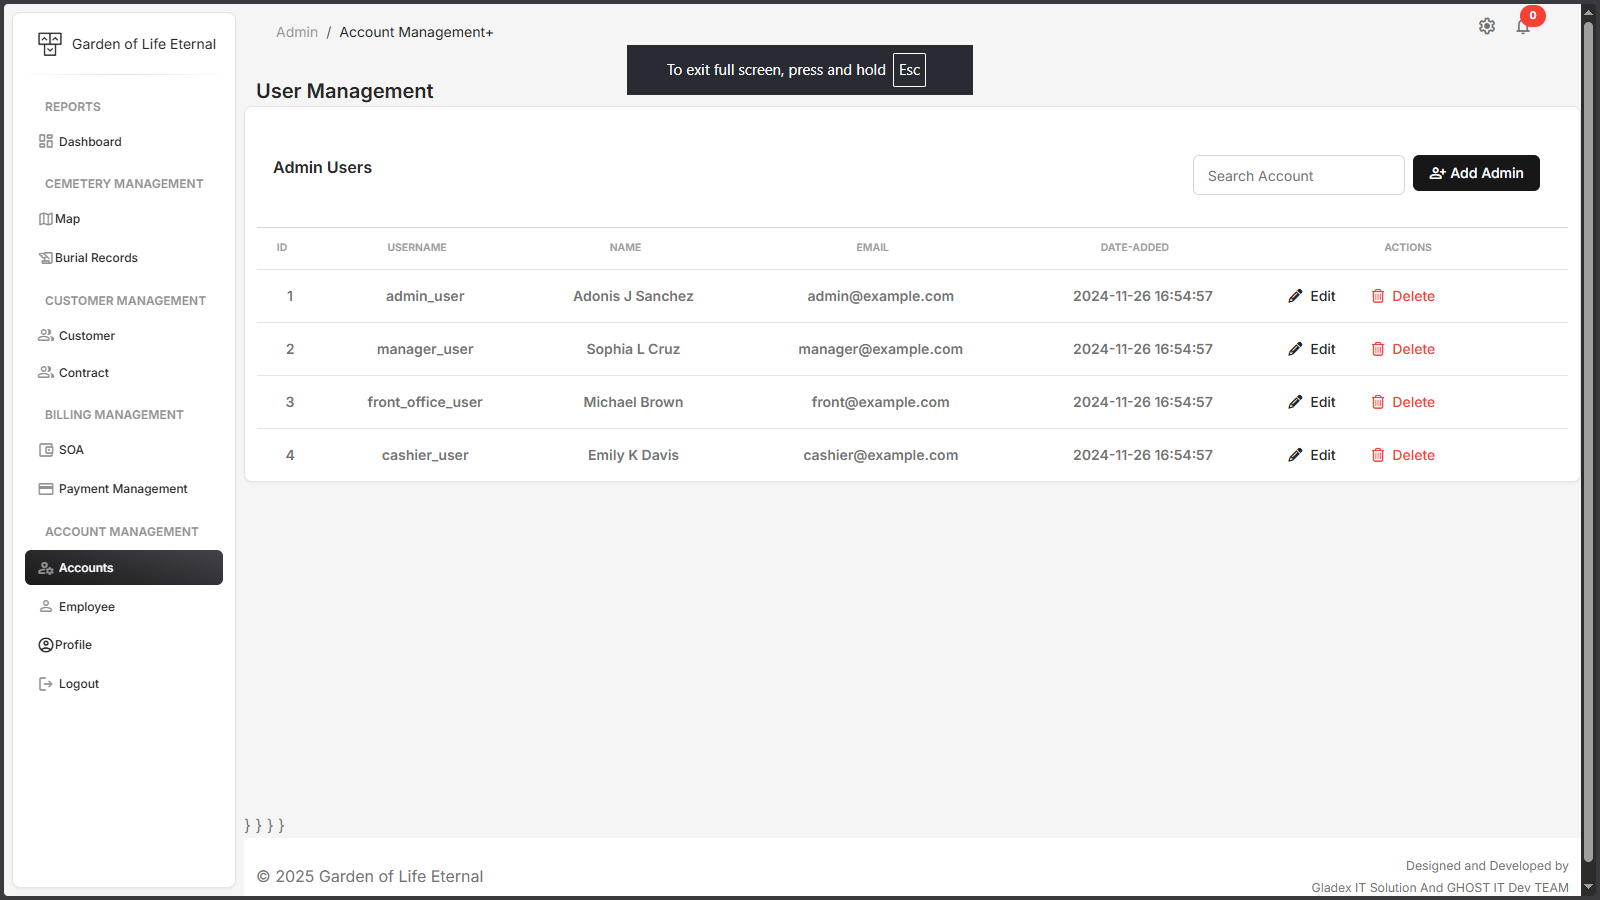 Garden of Life Eternal
REPORTS
Dashboard
CEMETERY MANAGEMENT
Map
Burial Records
CUSTOMER MANAGEMENT
Customer
Contract
BILLING MANAGEMENT
SOA
Payment Management
ACCOUNT MANAGEMENT
Accounts
Employee
Profile
Logout
Admin / Account Management+
0
To exit full screen, press and hold Esc
User Management
Admin Users
Search Account
Add Admin
ID USERNAME NAME EMAIL DATE-ADDED ACTIONS
1 admin_user Adonis J Sanchez admin@example.com 2024-11-26 16:54:57 Edit Delete
2 manager_user Sophia L Cruz manager@example.com 2024-11-26 16:54:57 Edit Delete
3 front_office_user Michael Brown front@example.com 2024-11-26 16:54:57 Edit Delete
4 cashier_user Emily K Davis cashier@example.com 2024-11-26 16:54:57 Edit Delete
} } } }
© 2025 Garden of Life Eternal
Designed and Developed by
Gladex IT Solution And GHOST IT Dev TEAM